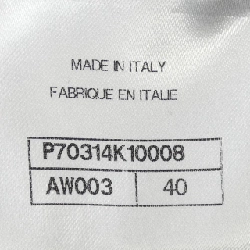 MADE IN ITALY
FABRIQUE EN ITALIE
P70314K10008
AW003 40